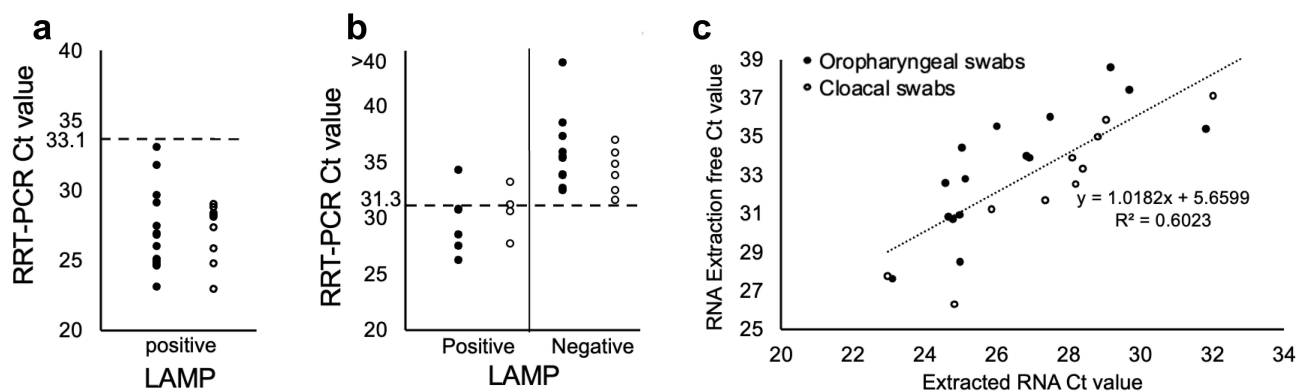 a
RRT-PCR Ct value
40
35
33.1
30
25
20
positive
LAMP
b
RRT-PCR Ct value
>40
40
35
31.3
30
25
20
Positive
Negative
LAMP
c
RNA Extraction free Ct value
39
37
35
33
31
29
27
25
Oropharyngeal swabs
Cloacal swabs
y = 1.0182x + 5.6599
R² = 0.6023
20 22 24 26 28 30 32 34
Extracted RNA Ct value